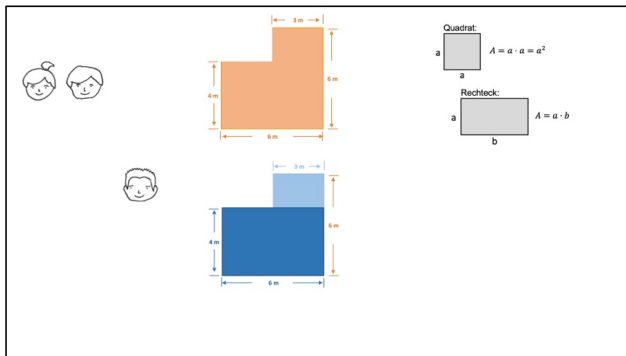 3 m
4 m
6 m
6 m
Quadrat:
a
a
A = a · a = a²
Rechteck:
a
b
A = a · b
3 m
4 m
6 m
6 m